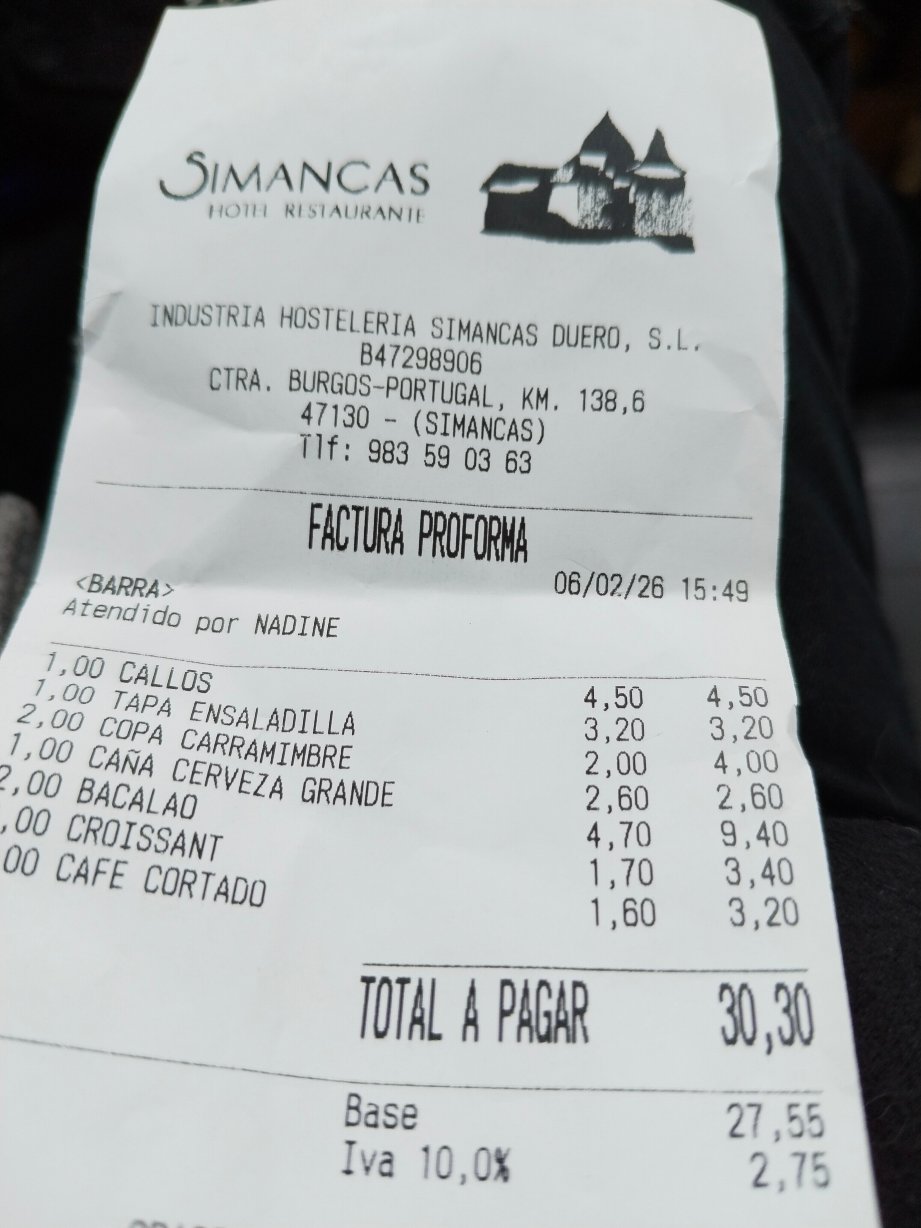 SIMANCAS
HOTEL RESTAURANTE
INDUSTRIA HOSTELERIA SIMANCAS DUERO, S.L.
B47298906
CTRA. BURGOS-PORTUGAL, KM. 138,6
47130 - (SIMANCAS)
Tlf: 983 59 03 63
FACTURA PROFORMA
06/02/26 15:49
<BARRA>
Atendido por NADINE
1,00 CALLOS 4,50 4,50
1,00 TAPA ENSALADILLA 3,20 3,20
2,00 COPA CARRAMIMBRE 2,00 4,00
1,00 CAÑA CERVEZA GRANDE 2,60 2,60
2,00 BACALAO 4,70 9,40
,00 CROISSANT 1,70 3,40
00 CAFE CORTADO 1,60 3,20
TOTAL A PAGAR 30,30
Base 27,55
Iva 10,0% 2,75